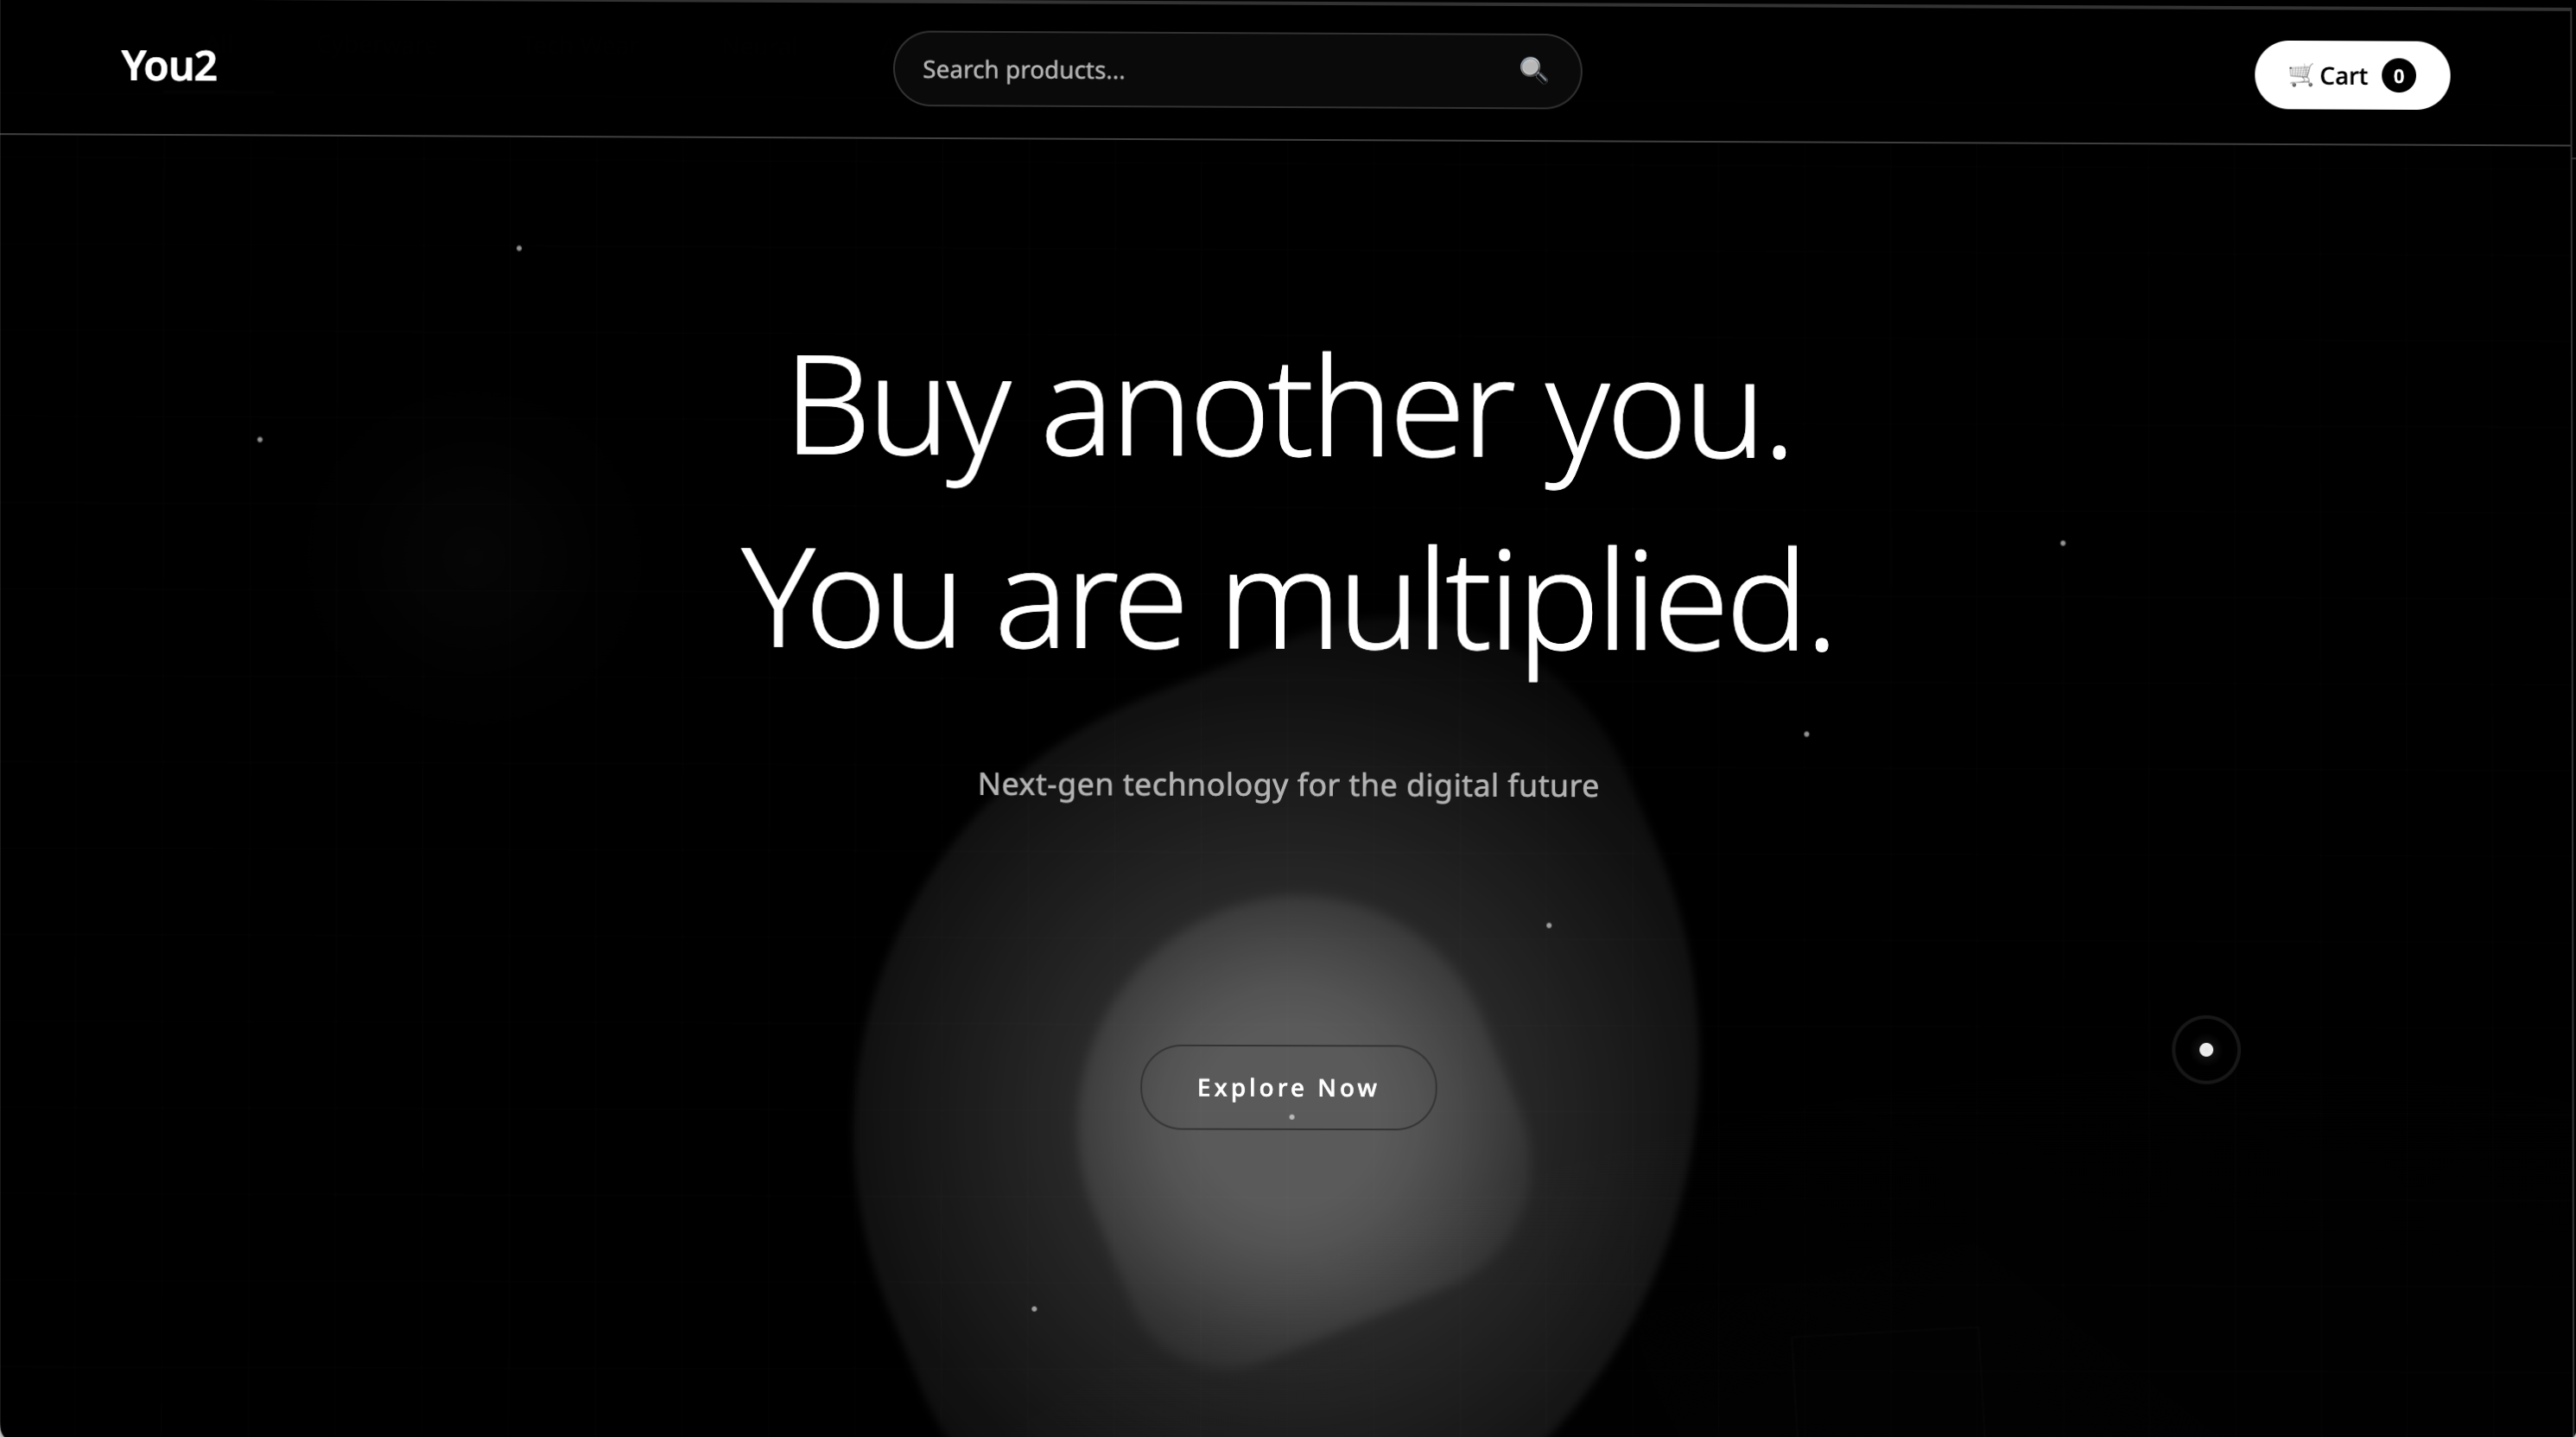 You2
Search products...
Cart 0
Buy another you.
You are multiplied.
Next-gen technology for the digital future
Explore Now